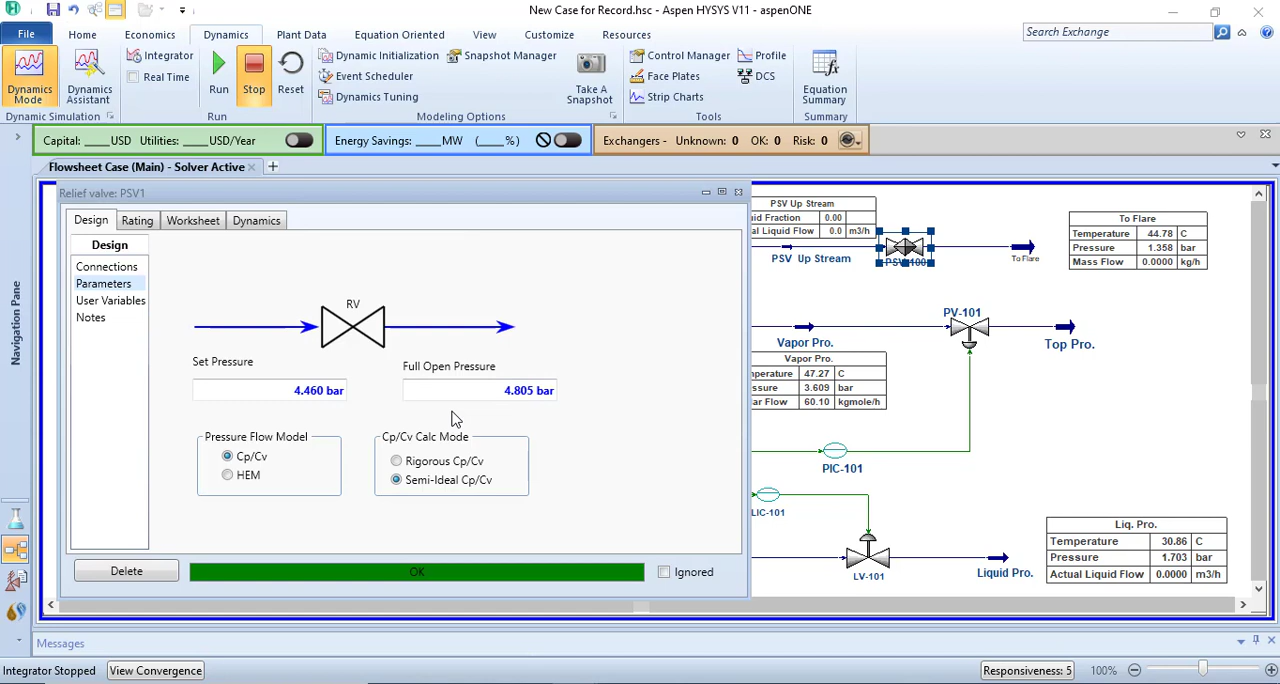 New Case for Record.hsc - Aspen HYSYS V11 - aspenONE
File Home Economics Dynamics Plant Data Equation Oriented View Customize Resources
Search Exchange
Dynamics Mode
Dynamics Assistant
Integrator
Real Time
Run
Stop
Reset
Dynamic Initialization
Snapshot Manager
Event Scheduler
Dynamic Tuning
Take A Snapshot
Control Manager
Profile
Face Plates
DCS
Strip Charts
Equation Summary
Dynamic Simulation Run Modeling Options Tools Summary
Capital: ____ USD Utilities: ____ USD/Year
Energy Savings: ____ MW (____%)
Exchangers - Unknown: 0 OK: 0 Risk: 0
Flowsheet Case (Main) - Solver Active
Navigation Pane
Relief valve: PSV1
Design Rating Worksheet Dynamics
Design
Connections
Parameters
User Variables
Notes
RV
Set Pressure
Full Open Pressure
4.460 bar
4.805 bar
Pressure Flow Model
Cp/Cv
HEM
Cp/Cv Calc Mode
Rigorous Cp/Cv
Semi-Ideal Cp/Cv
Delete
OK
Ignored
PSV Up Stream
uid Fraction 0.00
al Liquid Flow 0.0 m3/h
PSV Up Stream
PSV-100
To Flare
To Flare
Temperature 44.78 C
Pressure 1.358 bar
Mass Flow 0.0000 kg/h
PV-101
Vapor Pro.
Top Pro.
Vapor Pro.
perature 47.27 C
ssure 3.609 bar
ar Flow 60.10 kgmole/h
PIC-101
LIC-101
LV-101
Liquid Pro.
Liq. Pro.
Temperature 30.86 C
Pressure 1.703 bar
Actual Liquid Flow 0.0000 m3/h
Messages
Integrator Stopped
View Convergence
Responsiveness: 5
100%